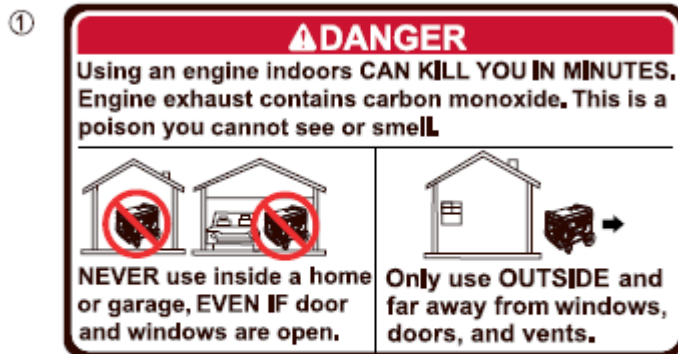 ①
⚠DANGER
Using an engine indoors CAN KILL YOU IN MINUTES.
Engine exhaust contains carbon monoxide. This is a
poison you cannot see or smell.
NEVER use inside a home
or garage, EVEN IF door
and windows are open.
Only use OUTSIDE and
far away from windows,
doors, and vents.